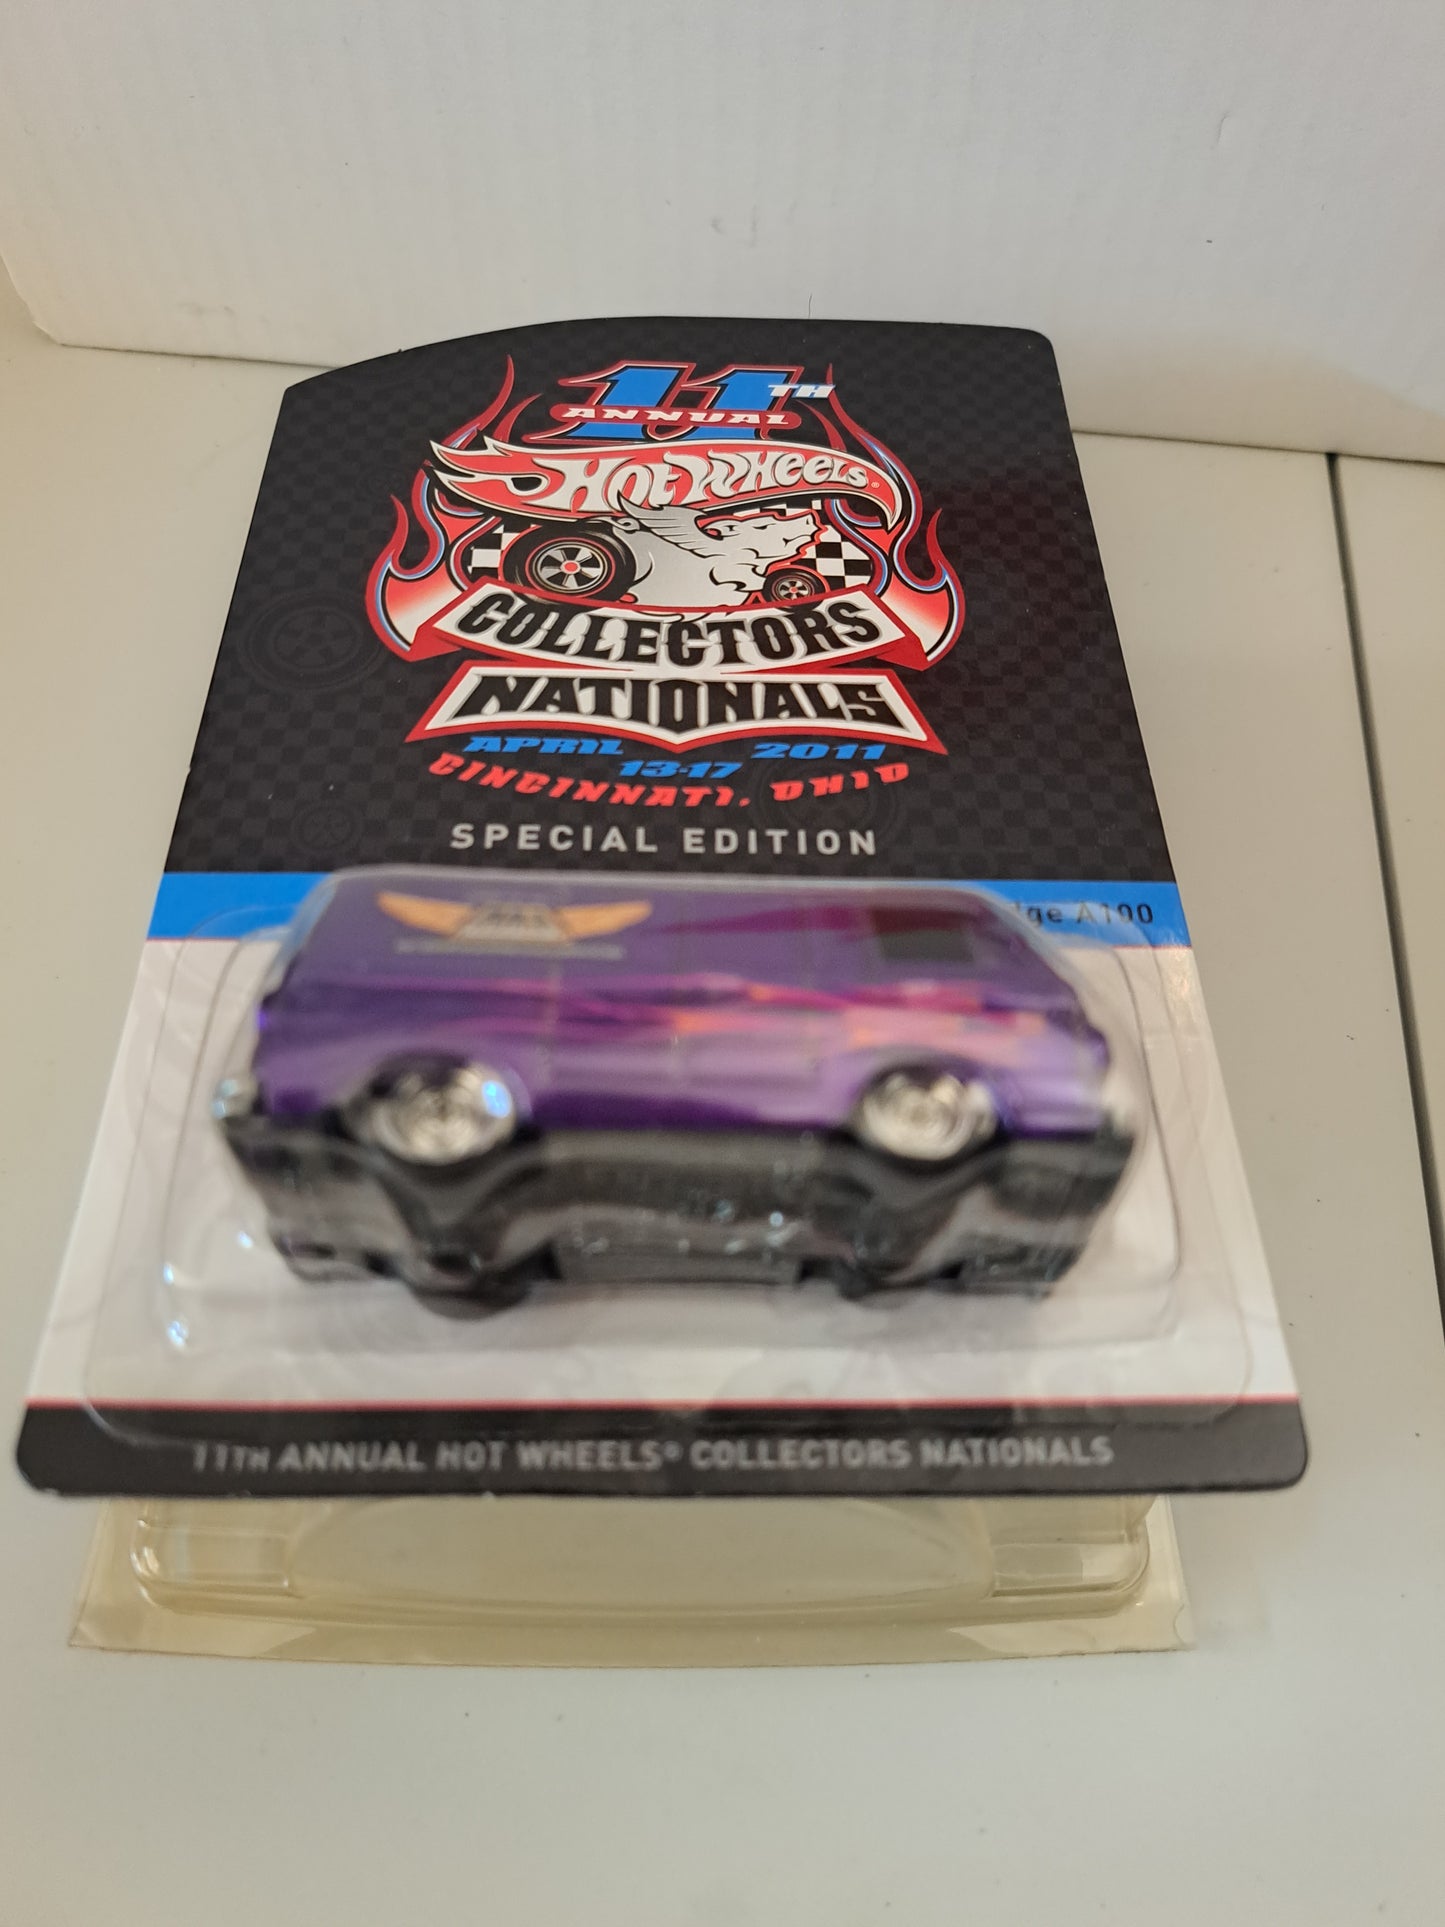 11TH
ANNUAL
Hot Wheels®
COLLECTORS
NATIONALS
APRIL 2011
13-17
CINCINNATI, OHIO
SPECIAL EDITION
A100
11TH ANNUAL HOT WHEELS® COLLECTORS NATIONALS